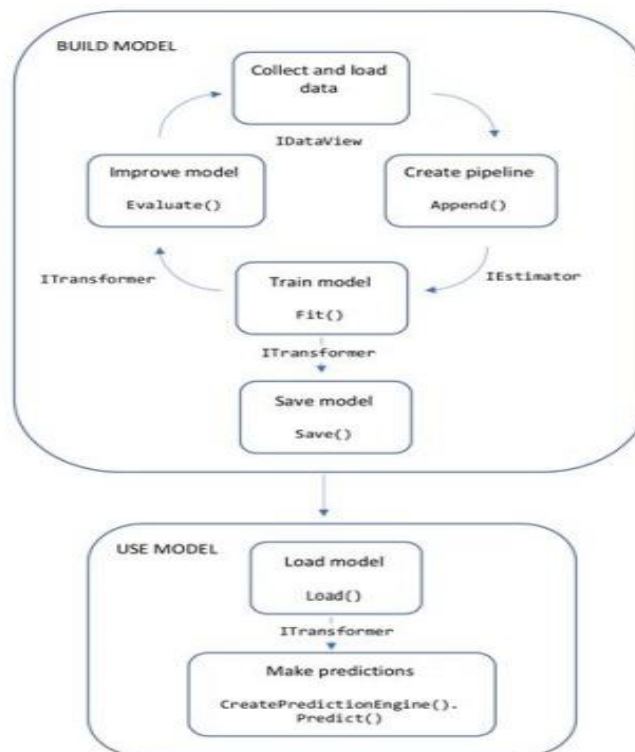 BUILD MODEL
Collect and load
data
IDataView
Improve model
Evaluate()
Create pipeline
Append()
ITransformer
Train model
Fit()
IEstimator
ITransformer
Save model
Save()
USE MODEL
Load model
Load()
ITransformer
Make predictions
CreatePredictionEngine().
Predict()